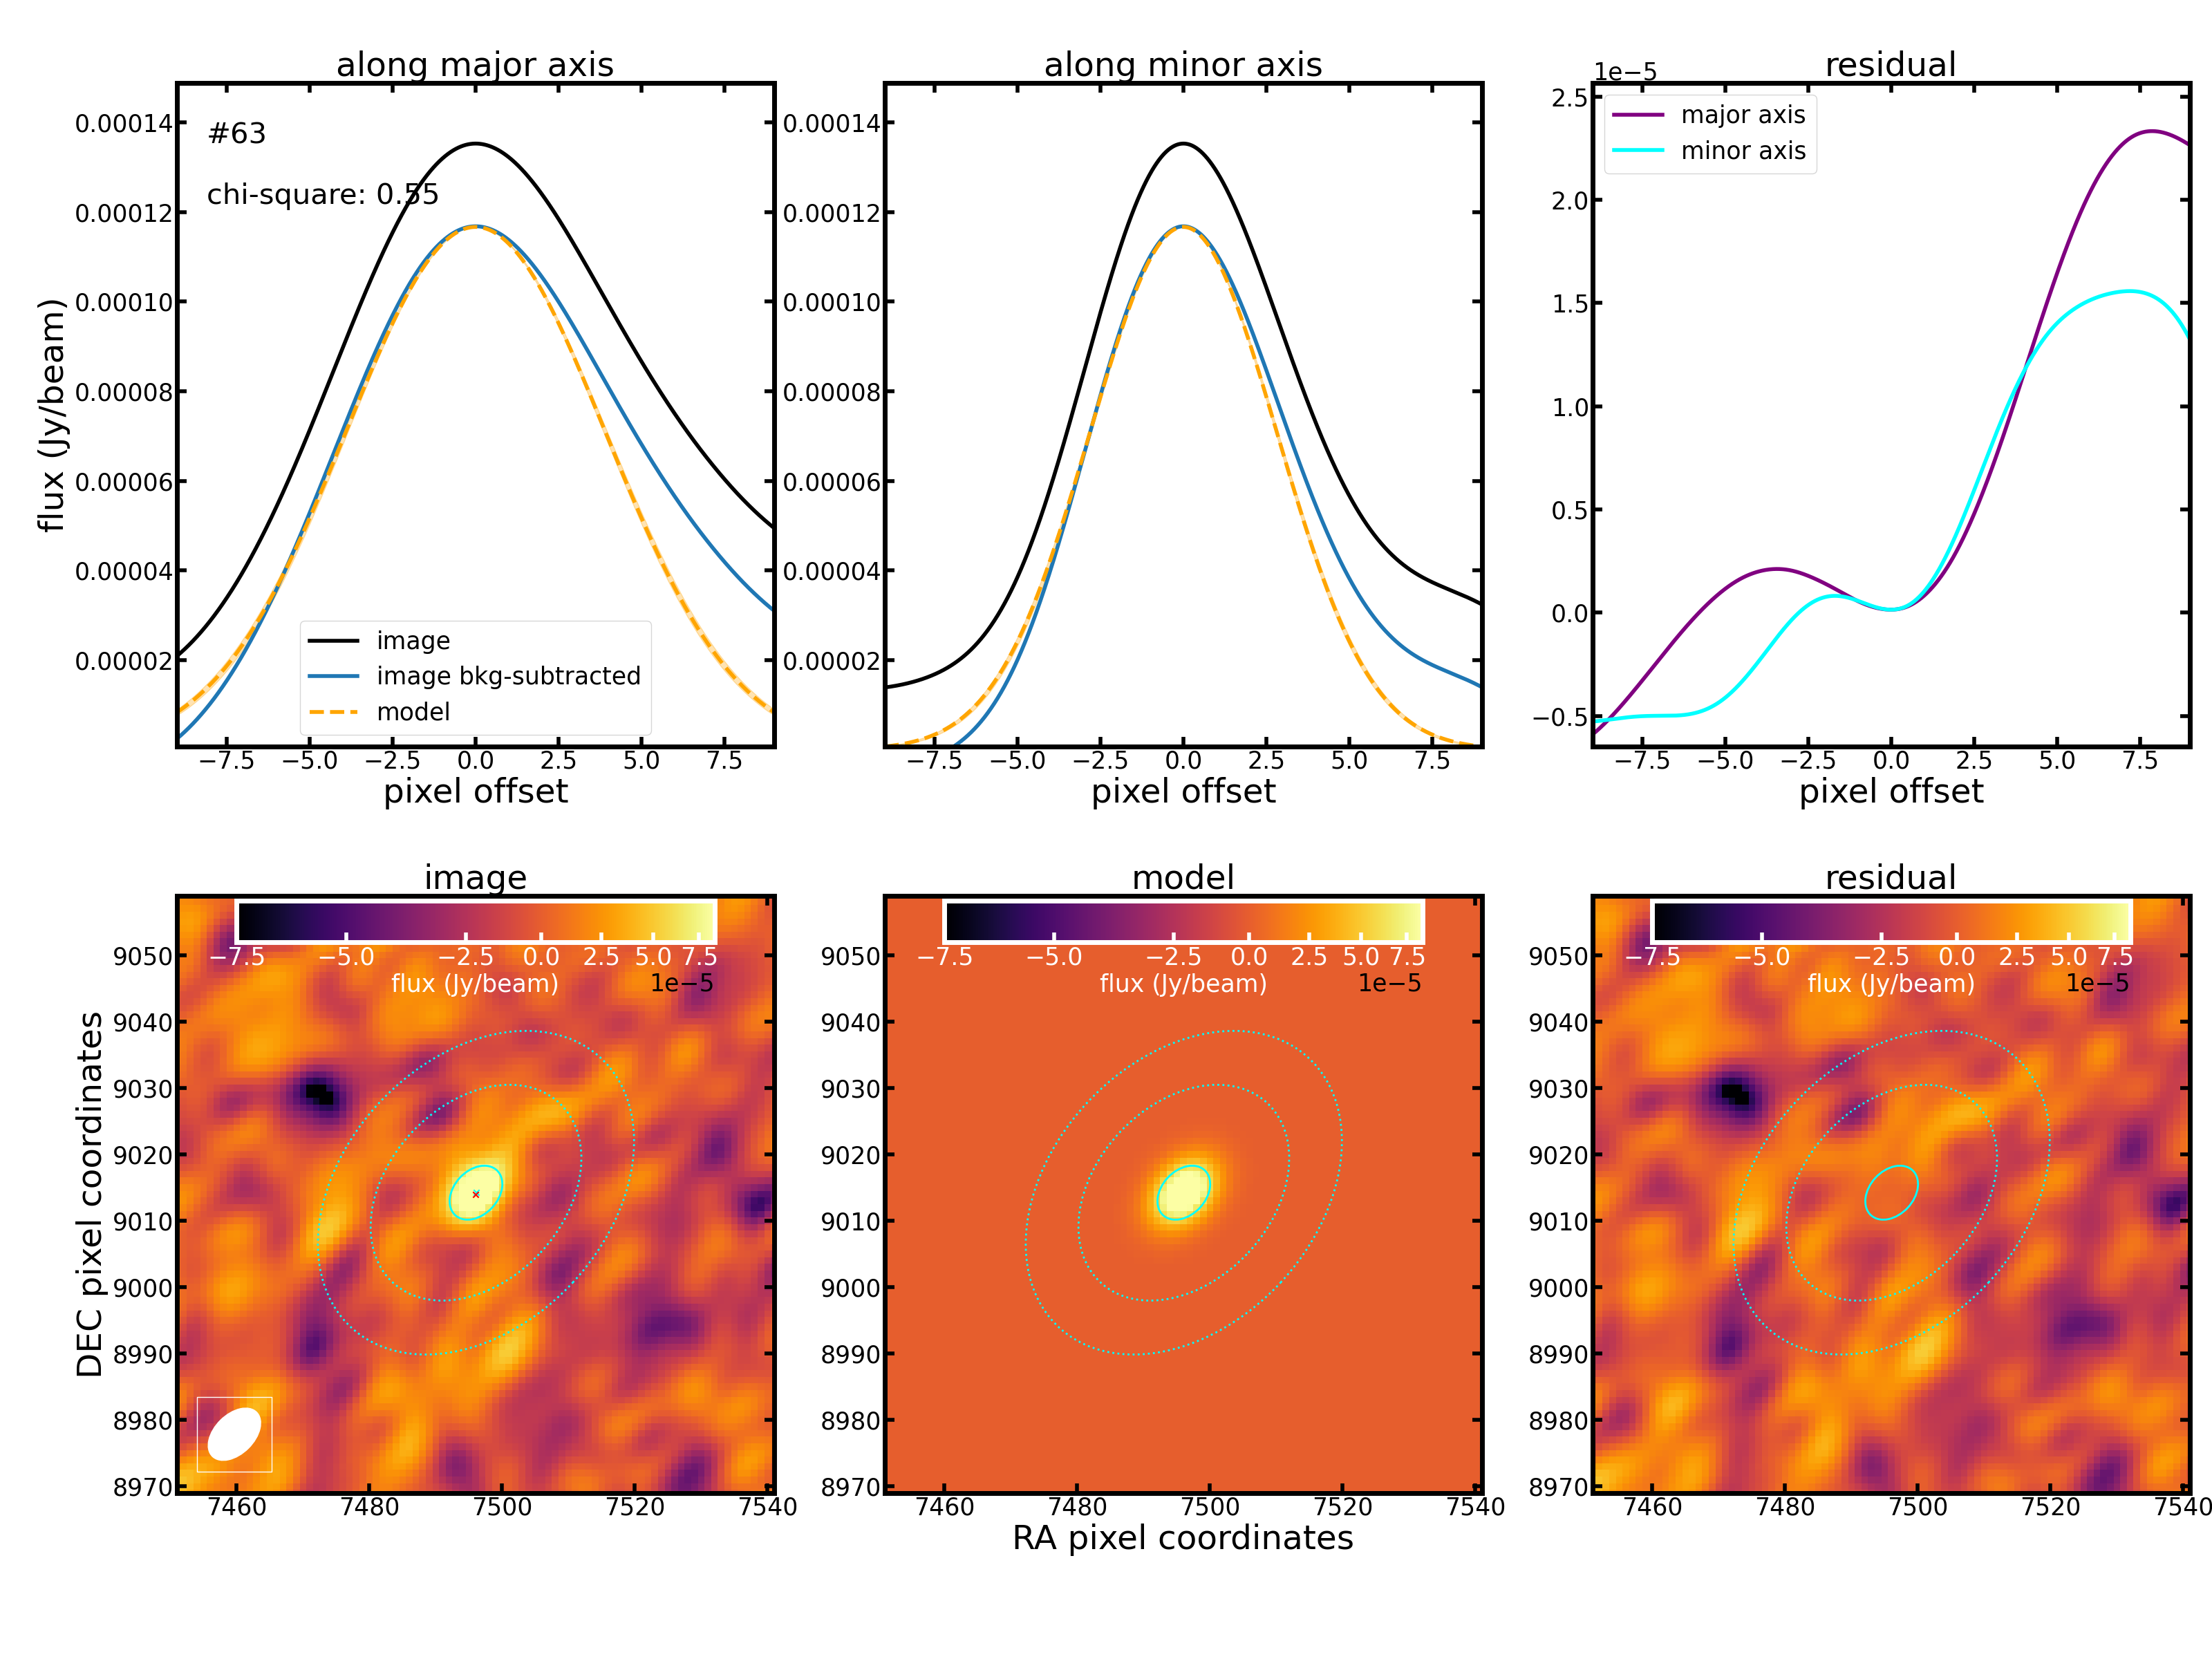 along major axis
along minor axis
residual
#63
chi-square: 0.55
image
image bkg-subtracted
model
0.00014
0.00012
0.00010
0.00008
0.00006
0.00004
0.00002
flux (Jy/beam)
−7.5 −5.0 −2.5 0.0 2.5 5.0 7.5
pixel offset
0.00014
0.00012
0.00010
0.00008
0.00006
0.00004
0.00002
−7.5 −5.0 −2.5 0.0 2.5 5.0 7.5
pixel offset
1e−5
major axis
minor axis
2.5
2.0
1.5
1.0
0.5
0.0
−0.5
−7.5 −5.0 −2.5 0.0 2.5 5.0 7.5
pixel offset
image
−7.5 −5.0 −2.5 0.0 2.5 5.0 7.5
flux (Jy/beam) 1e−5
9050
9040
9030
9020
9010
9000
8990
8980
8970
DEC pixel coordinates
7460 7480 7500 7520 7540
model
−7.5 −5.0 −2.5 0.0 2.5 5.0 7.5
flux (Jy/beam) 1e−5
9050
9040
9030
9020
9010
9000
8990
8980
8970
7460 7480 7500 7520 7540
RA pixel coordinates
residual
−7.5 −5.0 −2.5 0.0 2.5 5.0 7.5
flux (Jy/beam) 1e−5
9050
9040
9030
9020
9010
9000
8990
8980
8970
7460 7480 7500 7520 7540